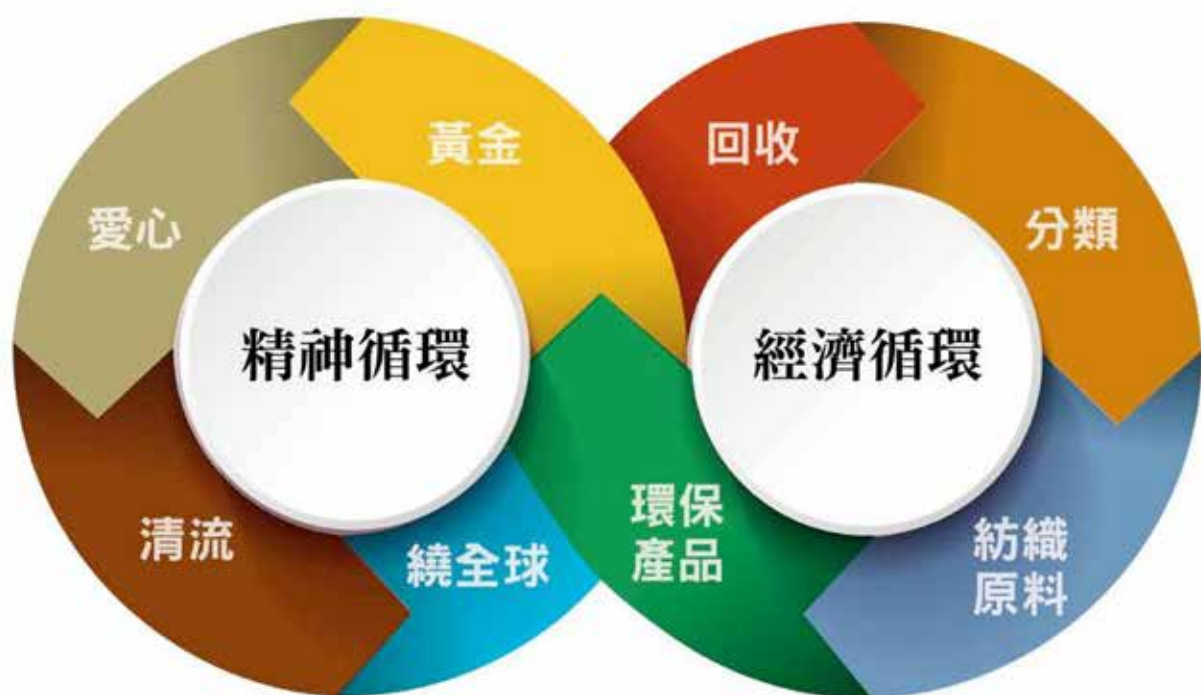 精神循環
黃金
愛心
清流
繞全球
經濟循環
回收
分類
紡織
原料
環保
產品